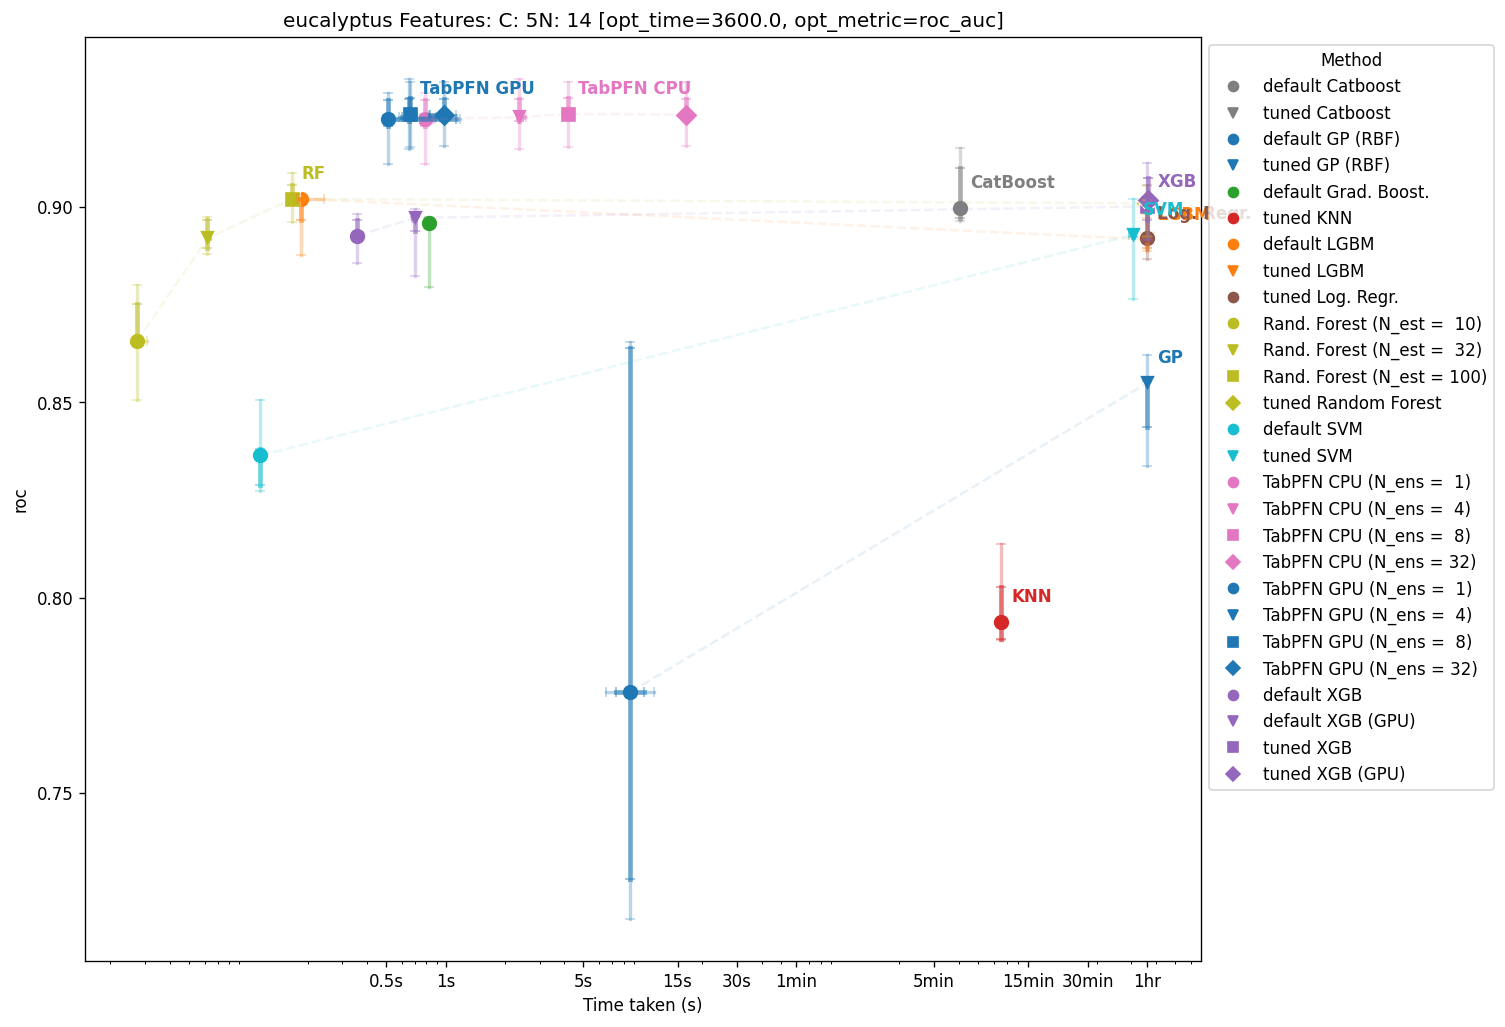 eucalyptus Features: C: 5N: 14 [opt_time=3600.0, opt_metric=roc_auc]
TabPFN GPU
TabPFN CPU
RF
CatBoost
XGB
SVM
LGBM
Log. Regr.
GP
KNN
roc
0.90
0.85
0.80
0.75
0.5s
1s
5s
15s
30s
1min
5min
15min
30min
1hr
Time taken (s)
Method
default Catboost
tuned Catboost
default GP (RBF)
tuned GP (RBF)
default Grad. Boost.
tuned KNN
default LGBM
tuned LGBM
tuned Log. Regr.
Rand. Forest (N_est =  10)
Rand. Forest (N_est =  32)
Rand. Forest (N_est = 100)
tuned Random Forest
default SVM
tuned SVM
TabPFN CPU (N_ens =  1)
TabPFN CPU (N_ens =  4)
TabPFN CPU (N_ens =  8)
TabPFN CPU (N_ens = 32)
TabPFN GPU (N_ens =  1)
TabPFN GPU (N_ens =  4)
TabPFN GPU (N_ens =  8)
TabPFN GPU (N_ens = 32)
default XGB
default XGB (GPU)
tuned XGB
tuned XGB (GPU)